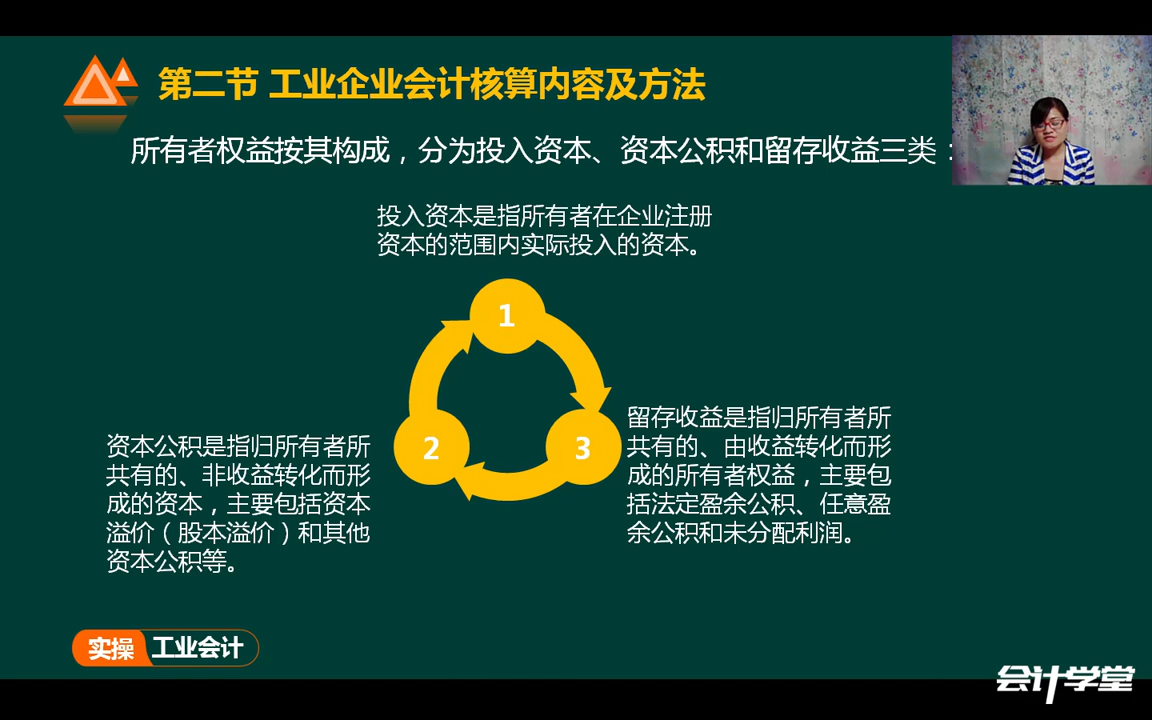 第二节 工业企业会计核算内容及方法
所有者权益按其构成，分为投入资本、资本公积和留存收益三类：
投入资本是指所有者在企业注册
资本的范围内实际投入的资本。
1
2
3
资本公积是指归所有者所
共有的、非收益转化而形
成的资本，主要包括资本
溢价（股本溢价）和其他
资本公积等。
留存收益是指归所有者所
共有的、由收益转化而形
成的所有者权益，主要包
括法定盈余公积、任意盈
余公积和未分配利润。
实操 工业会计
会计学堂